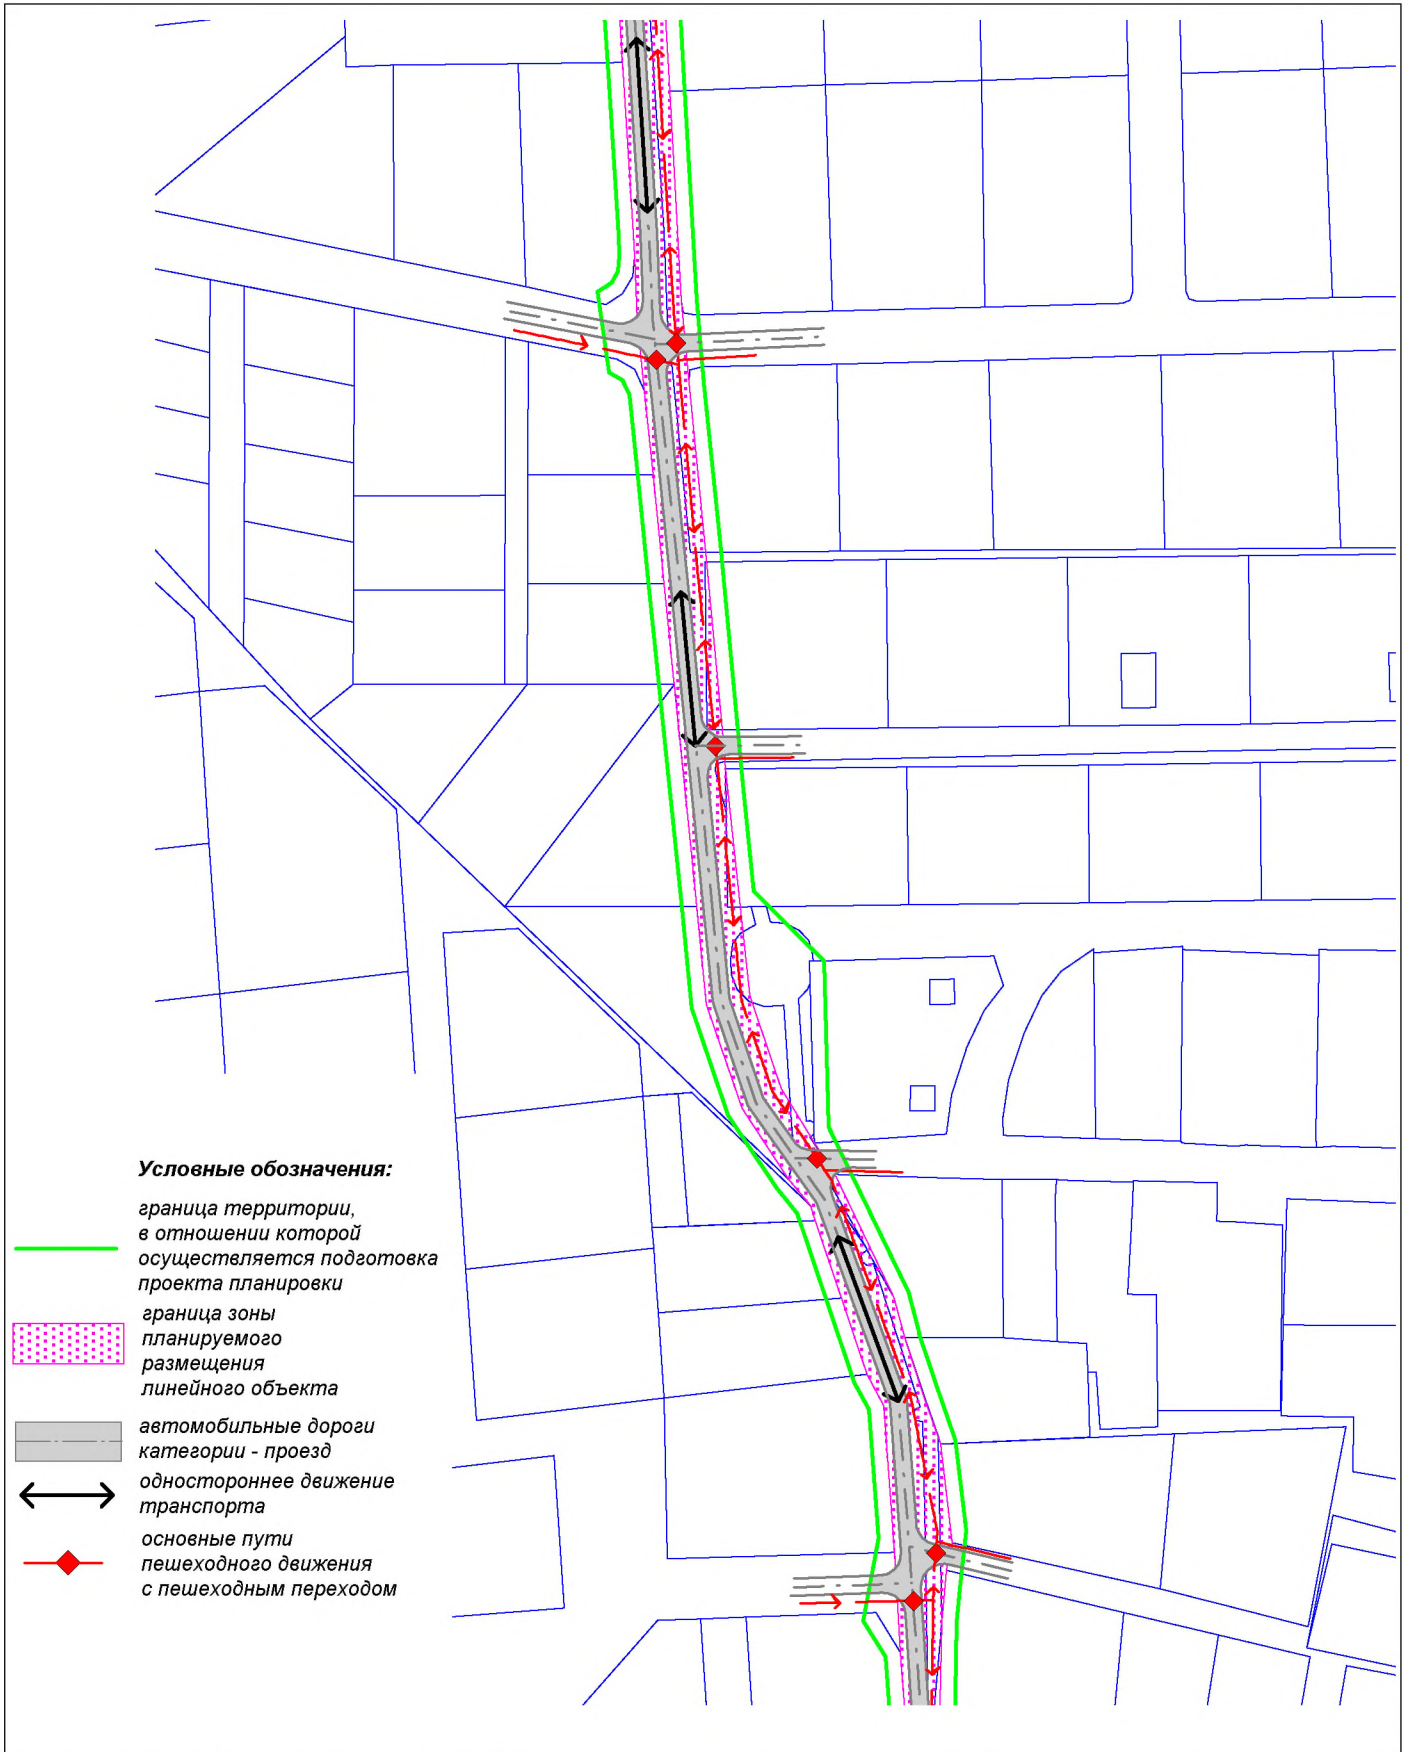 Условные обозначения:
граница территории,
в отношении которой
осуществляется подготовка
проекта планировки
граница зоны
планируемого
размещения
линейного объекта
автомобильные дороги
категории - проезд
одностороннее движение
транспорта
основные пути
пешеходного движения
с пешеходным переходом